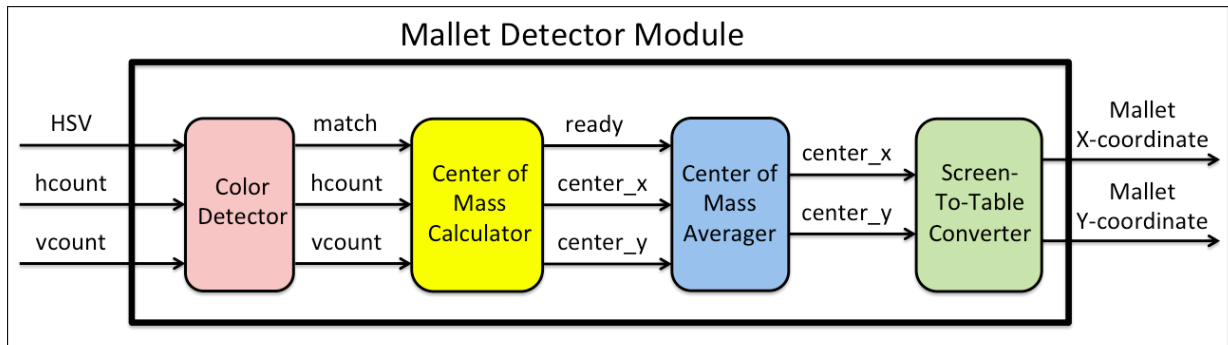 Mallet Detector Module
HSV
hcount
vcount
Color
Detector
match
hcount
vcount
Center of
Mass
Calculator
ready
center_x
center_y
Center of
Mass
Averager
center_x
center_y
Screen-
To-Table
Converter
Mallet
X-coordinate
Mallet
Y-coordinate